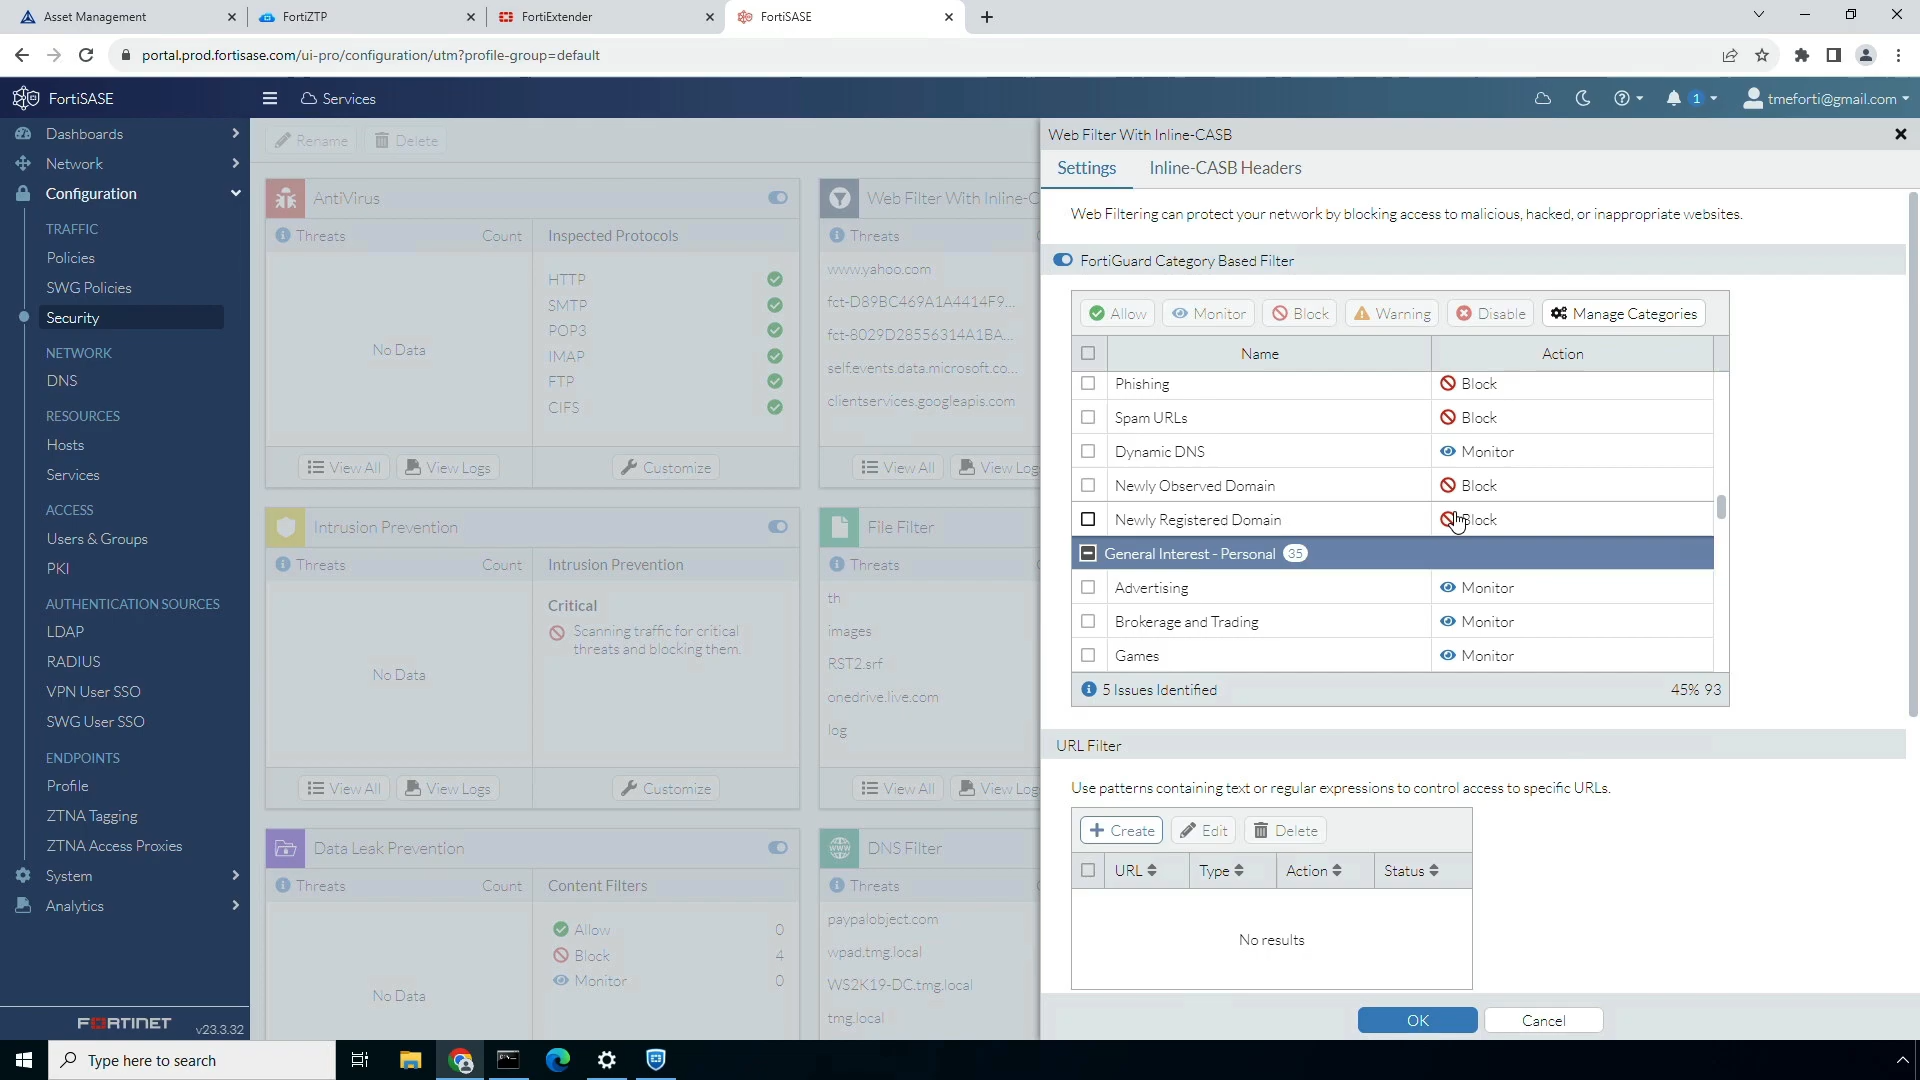 Asset Management
FortiZTP
FortiExtender
FortiSASE
portal.prod.fortisase.com/ui-pro/configuration/utm?profile-group=default
FortiSASE
Services
1
tmeforti@gmail.com
Dashboards
Network
Configuration
TRAFFIC
Policies
SWG Policies
Security
NETWORK
DNS
RESOURCES
Hosts
Services
ACCESS
Users & Groups
PKI
AUTHENTICATION SOURCES
LDAP
RADIUS
VPN User SSO
SWG User SSO
ENDPOINTS
Profile
ZTNA Tagging
ZTNA Access Proxies
System
Analytics
FORTINET v23.3.32
Rename Delete
AntiVirus
Threats Count Inspected Protocols
No Data
HTTP
SMTP
POP3
IMAP
FTP
CIFS
View All View Logs Customize
Web Filter With Inline-C
Threats
www.yahoo.com
fct-D89BC469A1A4414F9...
fct-8029D28556314A1BA...
self.events.data.microsoft.co...
clientservices.googleapis.com
View All View Log
Intrusion Prevention
Threats Count Intrusion Prevention
No Data
Critical
Scanning traffic for critical
threats and blocking them.
View All View Logs Customize
File Filter
Threats
th
images
RST2.srf
onedrive.live.com
log
View All View Log
Data Leak Prevention
Threats Count Content Filters
No Data
Allow 0
Block 4
Monitor 0
DNS Filter
WWW
Threats
paypalobject.com
wpad.tmg.local
WS2K19-DC.tmg.local
tmg.local
Web Filter With Inline-CASB
Settings Inline-CASB Headers
Web Filtering can protect your network by blocking access to malicious, hacked, or inappropriate websites.
FortiGuard Category Based Filter
Allow Monitor Block Warning Disable Manage Categories
Name Action
Phishing Block
Spam URLs Block
Dynamic DNS Monitor
Newly Observed Domain Block
Newly Registered Domain Block
General Interest - Personal 35
Advertising Monitor
Brokerage and Trading Monitor
Games Monitor
5 Issues Identified 45% 93
URL Filter
Use patterns containing text or regular expressions to control access to specific URLs.
Create Edit Delete
URL Type Action Status
No results
OK Cancel
Type here to search